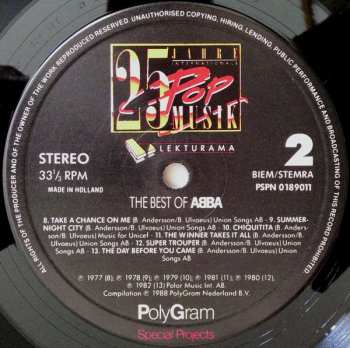 ALL RIGHTS OF THE PRODUCER AND OF THE OWNER OF THE WORK REPRODUCED RESERVED. UNAUTHORISED COPYING, HIRING, LENDING, PUBLIC PERFORMANCE AND BROADCASTING OF THIS RECORD PROHIBITED
25 JAHRE
INTERNATIONALE
POP
MUSIK
LEKTURAMA
STEREO
33⅓ RPM
MADE IN HOLLAND
2
BIEM/STEMRA
PSPN 0189011
THE BEST OF ABBA
8. TAKE A CHANCE ON ME (B. Andersson/B. Ulvaeus) Union Songs AB - 9. SUMMER-
NIGHT CITY (B. Andersson/B. Ulvaeus) Union Songs AB - 10. CHIQUITITA (B. Anders-
son/B. Ulvaeus) Music for Unicef - 11. THE WINNER TAKES IT ALL (B. Andersson/B.
Ulvaeus) Union Songs AB - 12. SUPER TROUPER (B. Andersson/B. Ulvaeus) Union Songs
AB - 13. THE DAY BEFORE YOU CAME (B. Andersson/B. Ulvaeus) Union Songs AB
℗ 1977 (8), ℗ 1978 (9), ℗ 1979 (10), ℗ 1981 (11), ℗ 1980 (12),
℗ 1982 (13) Polar Music Int. AB.
Compilation ℗ 1988 PolyGram Nederland B.V.
PolyGram
Special Projects